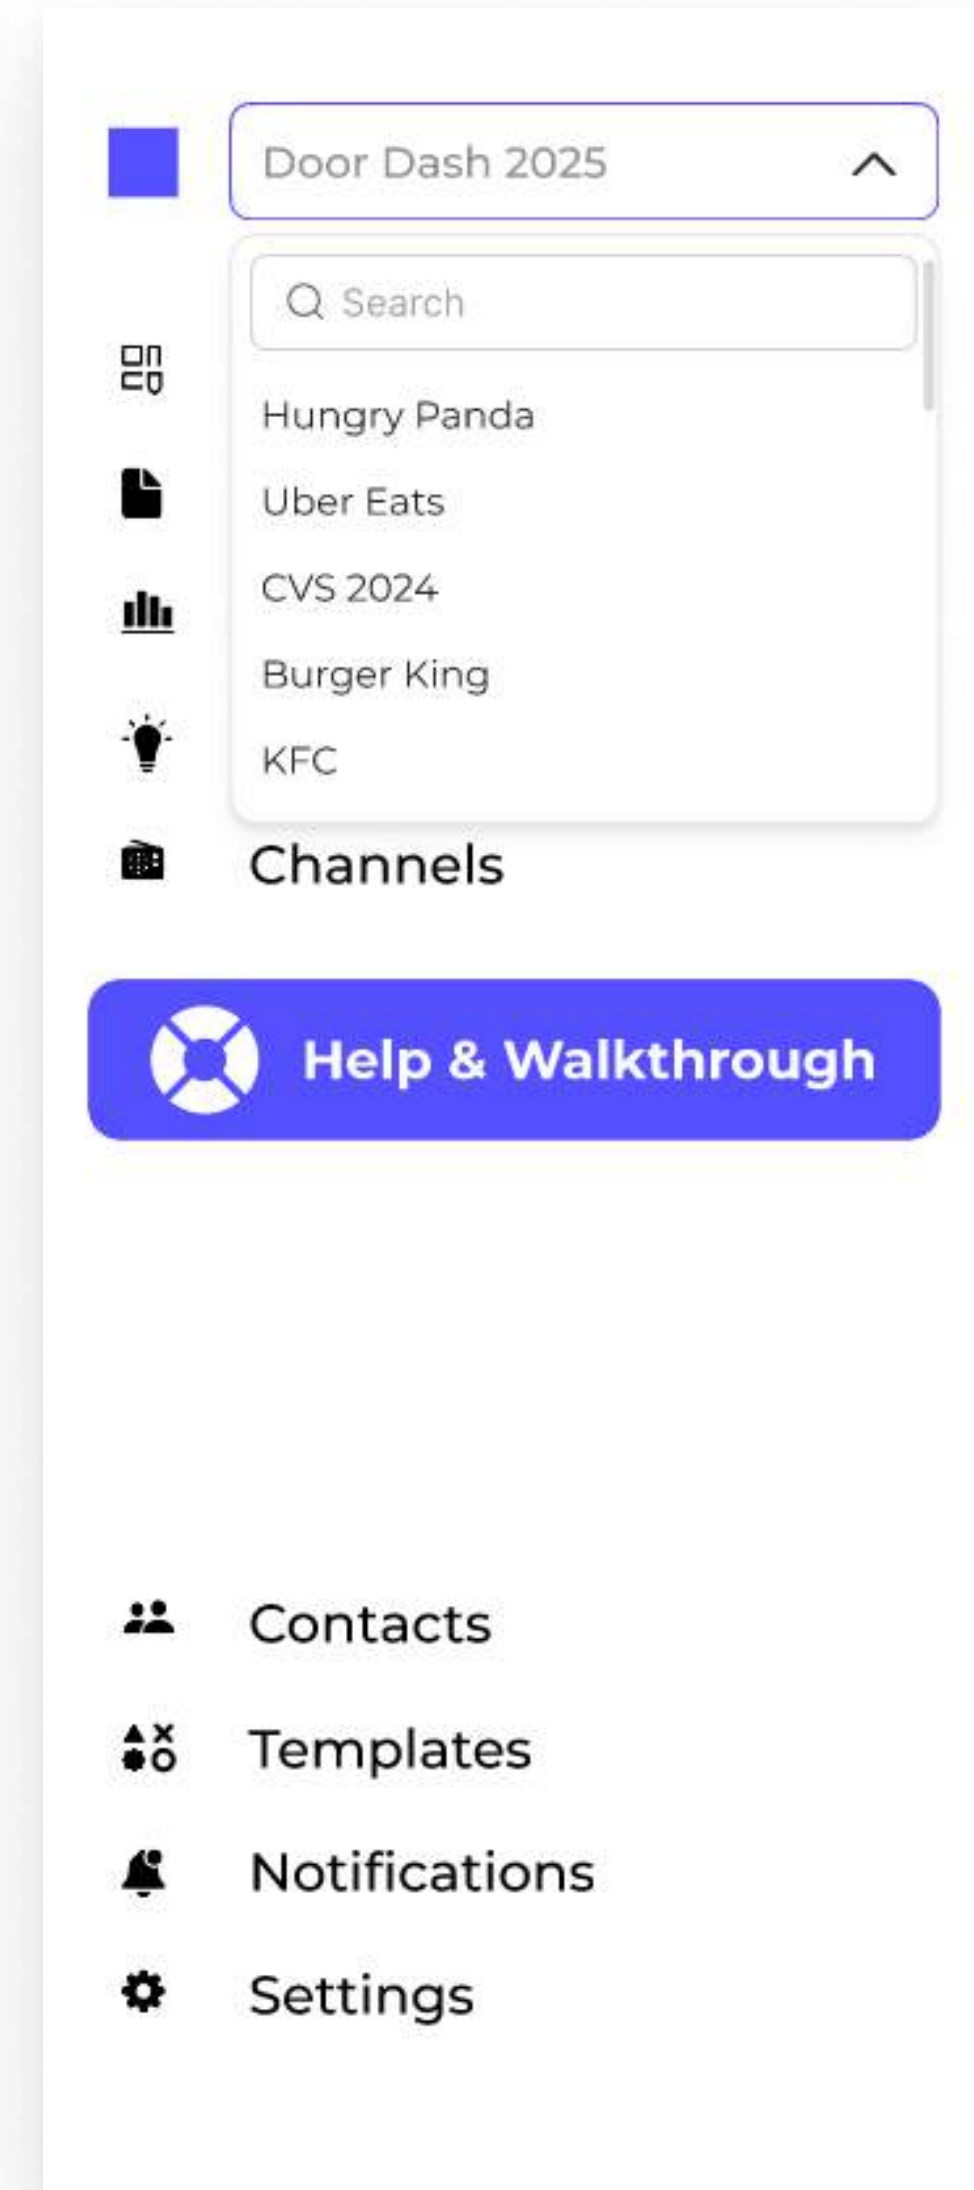 Door Dash 2025
Search
Hungry Panda
Uber Eats
CVS 2024
Burger King
KFC
Channels
Help & Walkthrough
Contacts
Templates
Notifications
Settings